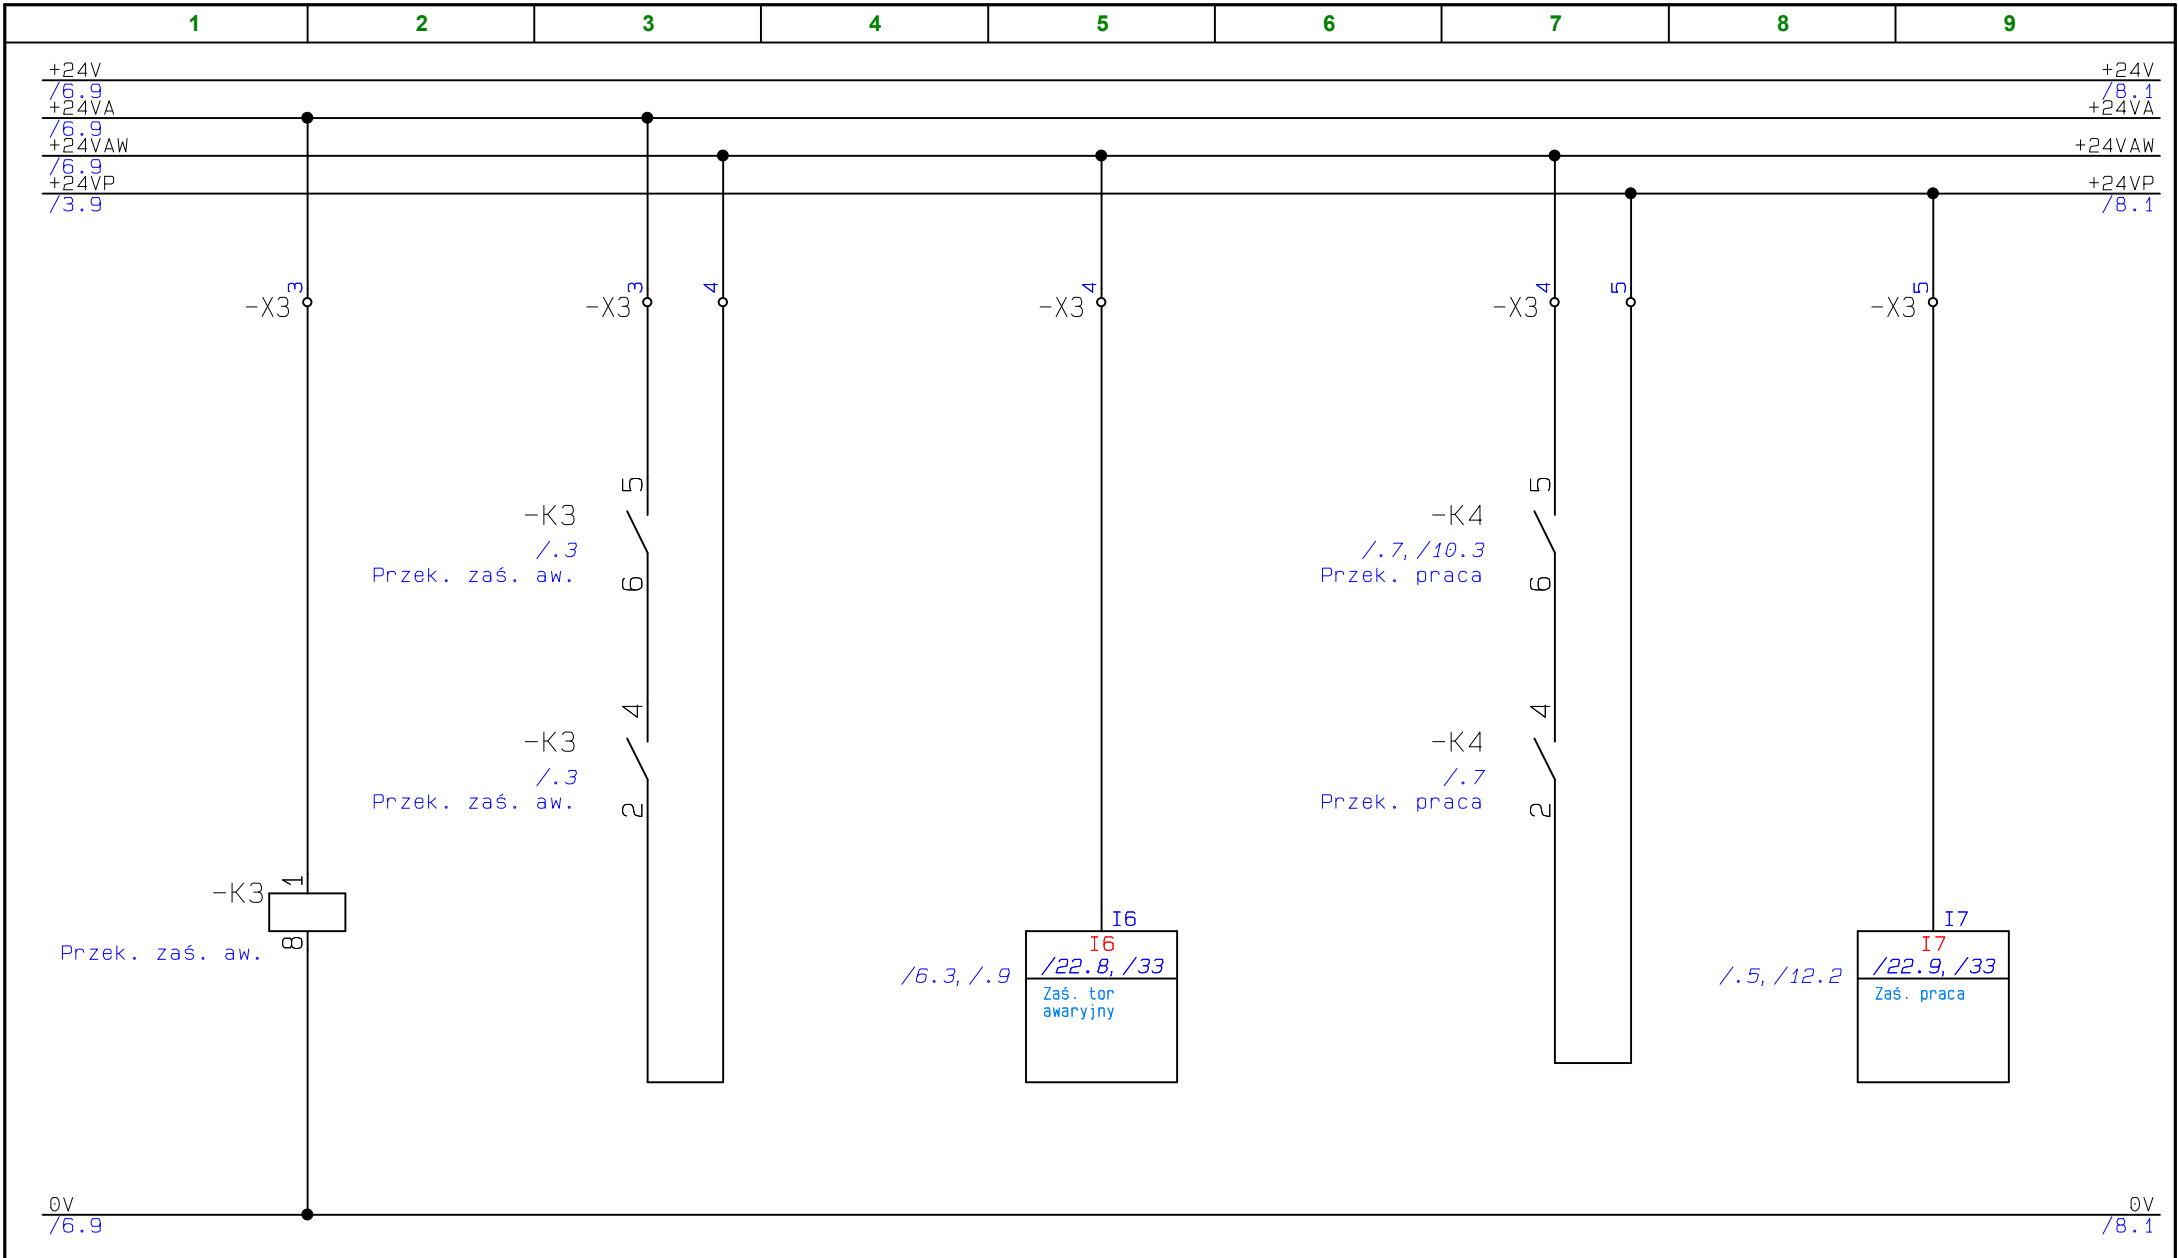 1 2 3 4 5 6 7 8 9
+24V +24V
/6.9 /8.1
+24VA +24VA
/6.9
+24VAW +24VAW
/6.9
+24VP +24VP
/3.9 /8.1
3 3 4 4 4 5 5
-X3 -X3 -X3 -X3 -X3
5 5
-K3 -K4
/.3 /.7, /10.3
Przek. zaś. aw. Przek. praca
6 6
4 4
-K3 -K4
/.3 /.7
Przek. zaś. aw. Przek. praca
2 2
-K3 1
8
Przek. zaś. aw.
I6 I7
I6 I7
/22.8, /33 /22.9, /33
/6.3, /.9 /.5, /12.2
Zaś. tor Zaś. praca
awaryjny
0V 0V
/6.9 /8.1